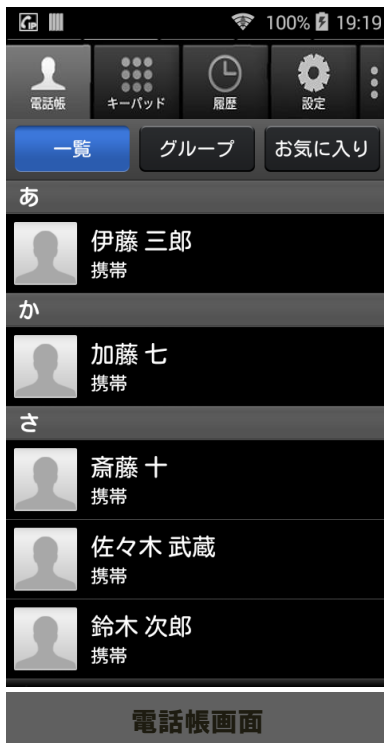 100% 19:19
電話帳 キーパッド 履歴 設定
一覧 グループ お気に入り
あ
伊藤 三郎
携帯
か
加藤 七
携帯
さ
斎藤 十
携帯
佐々木 武蔵
携帯
鈴木 次郎
携帯
電話帳画面